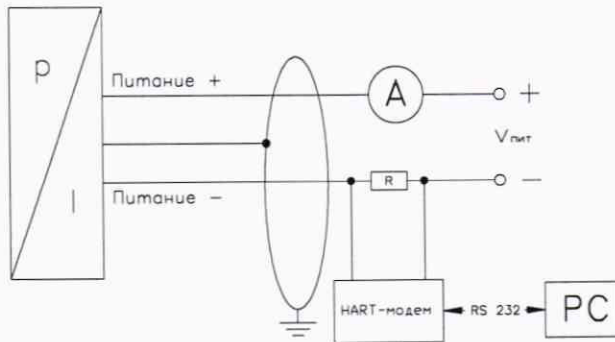 p
Питание +
A
+
Vпит
I
Питание -
R
-
HART-модем
RS 232
PC